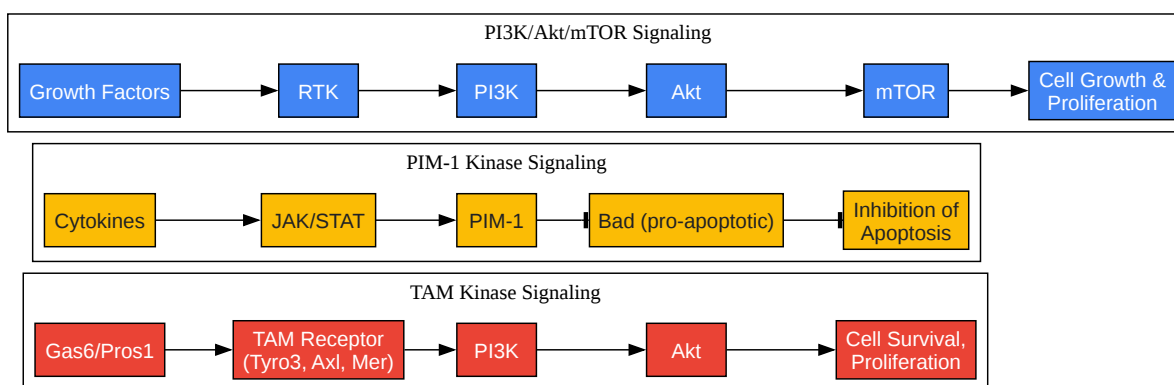 PI3K/Akt/mTOR Signaling
Growth Factors
RTK
PI3K
Akt
mTOR
Cell Growth &
Proliferation
PIM-1 Kinase Signaling
Cytokines
JAK/STAT
PIM-1
Bad (pro-apoptotic)
Inhibition of
Apoptosis
TAM Kinase Signaling
Gas6/Pros1
TAM Receptor
(Tyro3, Axl, Mer)
PI3K
Akt
Cell Survival,
Proliferation